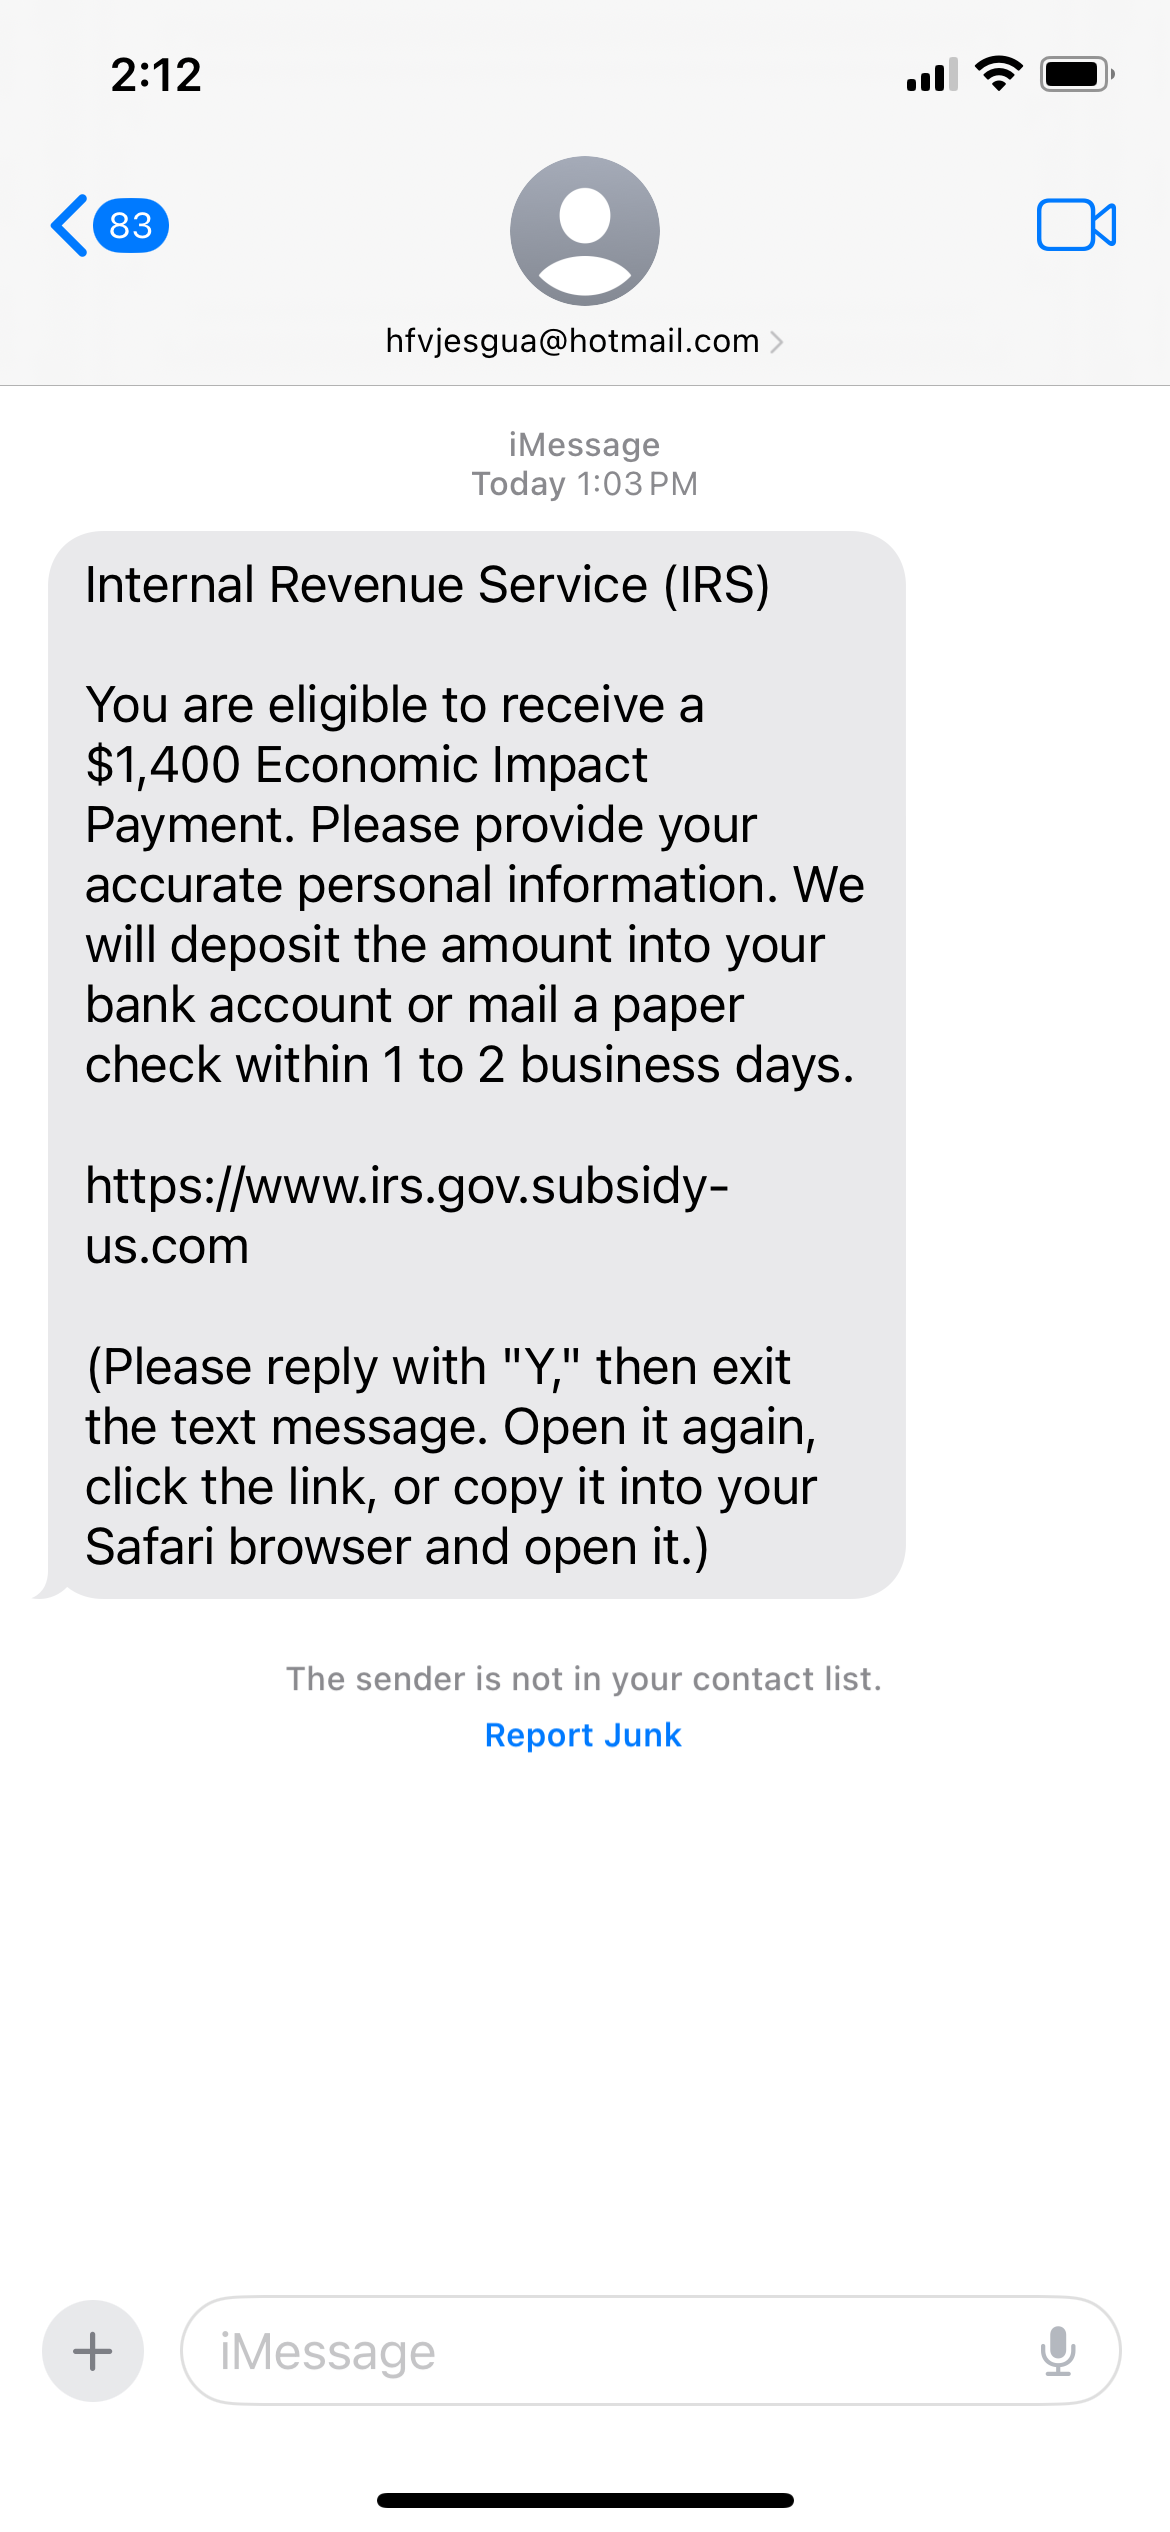 2:12
83
hfvjesgua@hotmail.com
iMessage
Today 1:03 PM
Internal Revenue Service (IRS)
You are eligible to receive a
$1,400 Economic Impact
Payment. Please provide your
accurate personal information. We
will deposit the amount into your
bank account or mail a paper
check within 1 to 2 business days.
https://www.irs.gov.subsidy-
us.com
(Please reply with "Y," then exit
the text message. Open it again,
click the link, or copy it into your
Safari browser and open it.)
The sender is not in your contact list.
Report Junk
iMessage